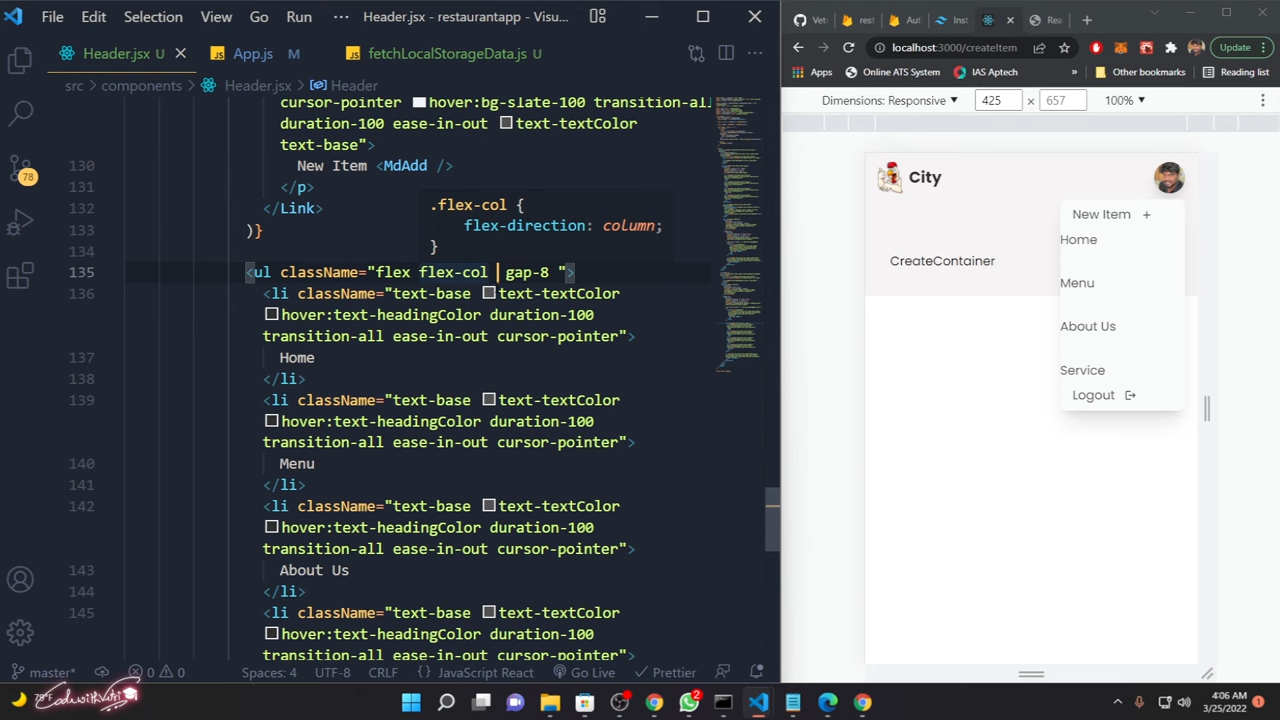 File Edit Selection View Go Run ··· Header.jsx - restaurantapp - Visu...
Header.jsx U App.js M fetchLocalStorageData.js U
src > components > Header.jsx > Header
cursor-pointer hover:bg-slate-100 transition-al
duration-100 ease-in-out text-textColor
text-base">
130 New Item <MdAdd />
131 </p>
132 </Link>
133 )}
134
135 <ul className="flex flex-col gap-8 ">
.flex-col {
flex-direction: column;
}
136 <li className="text-base text-textColor
hover:text-headingColor duration-100
transition-all ease-in-out cursor-pointer">
137 Home
138 </li>
139 <li className="text-base text-textColor
hover:text-headingColor duration-100
transition-all ease-in-out cursor-pointer">
140 Menu
141 </li>
142 <li className="text-base text-textColor
hover:text-headingColor duration-100
transition-all ease-in-out cursor-pointer">
143 About Us
144 </li>
145 <li className="text-base text-textColor
hover:text-headingColor duration-100
transition-all ease-in-out cursor-pointer">
73
master* 0 0 Spaces: 4 UTF-8 CRLF {} JavaScript React Go Live Prettier
Vet rest Aut Inst Rea
localhost:3000/createItem Update
Apps Online ATS System IAS Aptech » Other bookmarks Reading list
Dimensions: Responsive 425 × 657 100%
City
New Item +
Home
CreateContainer
Menu
About Us
Service
Logout
78°F
Codewithvetri
2
4:06 AM
3/25/2022